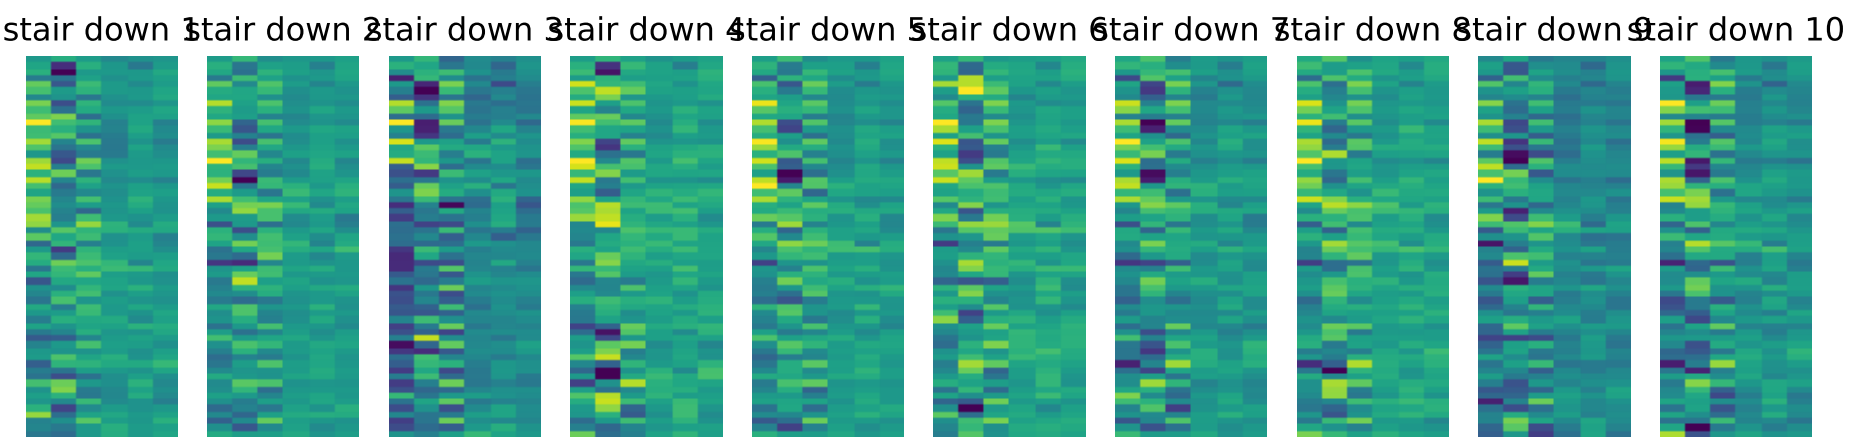 stair down 1
stair down 2
stair down 3
stair down 4
stair down 5
stair down 6
stair down 7
stair down 8
stair down 9
stair down 10